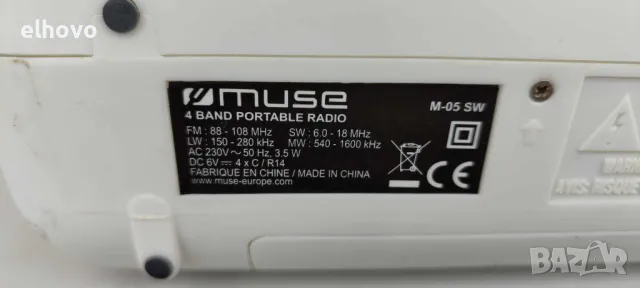 elhovo
muse
M-05 SW
4 BAND PORTABLE RADIO
FM : 88 - 108 MHz SW : 6.0 - 18 MHz
LW : 150 - 280 kHz MW : 540 - 1600 kHz
AC 230V ~ 50 Hz, 3.5 W
DC 6V ⎓ 4 x C / R14
FABRIQUE EN CHINE / MADE IN CHINA
www.muse-europe.com
CE
AVIS: RISQUE
BAZAR